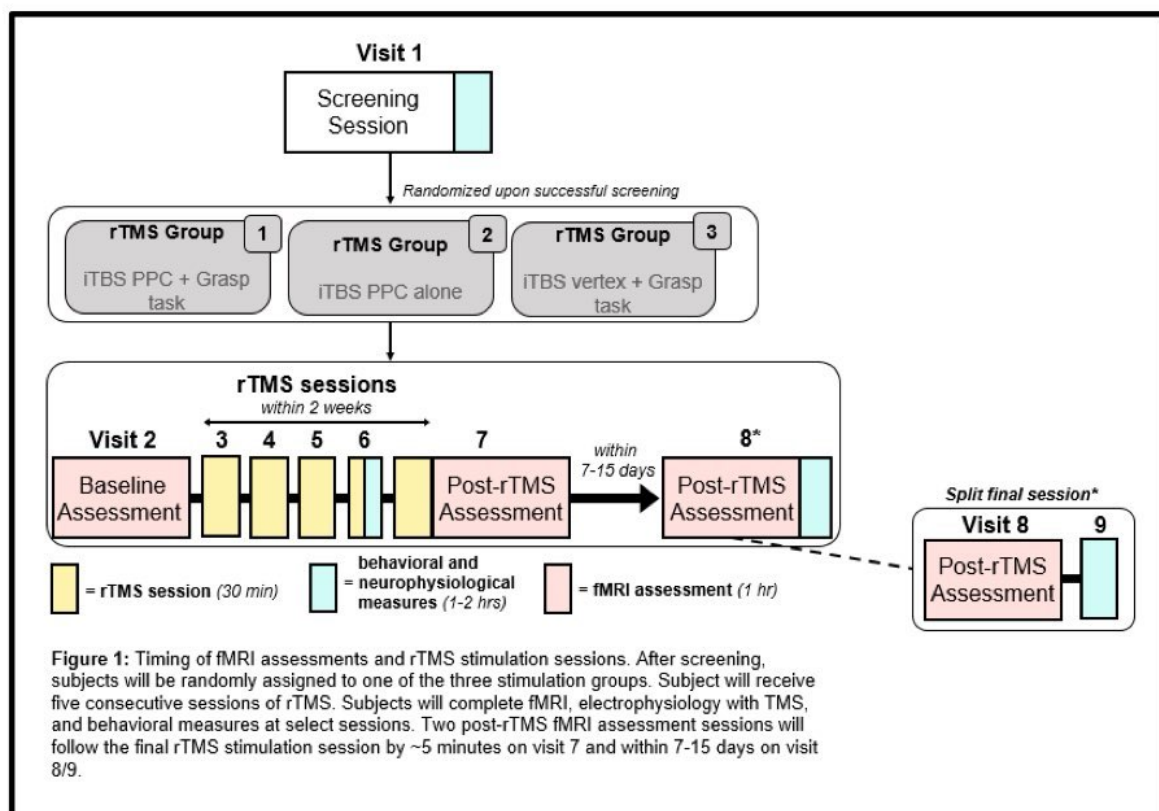 Visit 1
Screening
Session
Randomized upon successful screening
rTMS Group
1
iTBS PPC + Grasp
task
rTMS Group
2
iTBS PPC alone
rTMS Group
3
iTBS vertex + Grasp
task
rTMS sessions
within 2 weeks
Visit 2
3
4
5
6
7
8*
Baseline
Assessment
Post-rTMS
Assessment
within
7-15 days
Post-rTMS
Assessment
Split final session*
Visit 8
9
Post-rTMS
Assessment
= rTMS session (30 min)
behavioral and
= neurophysiological
measures (1-2 hrs)
= fMRI assessment (1 hr)
Figure 1: Timing of fMRI assessments and rTMS stimulation sessions. After screening,
subjects will be randomly assigned to one of the three stimulation groups. Subject will receive
five consecutive sessions of rTMS. Subjects will complete fMRI, electrophysiology with TMS,
and behavioral measures at select sessions. Two post-rTMS fMRI assessment sessions will
follow the final rTMS stimulation session by ~5 minutes on visit 7 and within 7-15 days on visit
8/9.